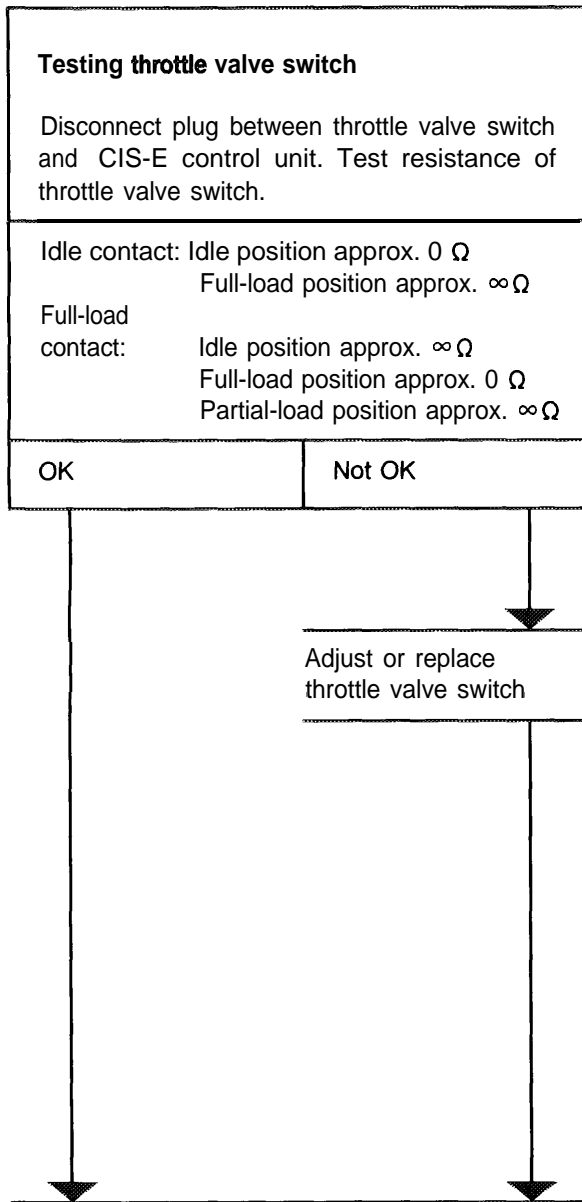 Testing throttle valve switch
Disconnect plug between throttle valve switch
and CIS-E control unit. Test resistance of
throttle valve switch.
Idle contact: Idle position approx. 0 Ω
Full-load position approx. ∞ Ω
Full-load
contact: Idle position approx. ∞ Ω
Full-load position approx. 0 Ω
Partial-load position approx. ∞ Ω
OK Not OK
Adjust or replace
throttle valve switch